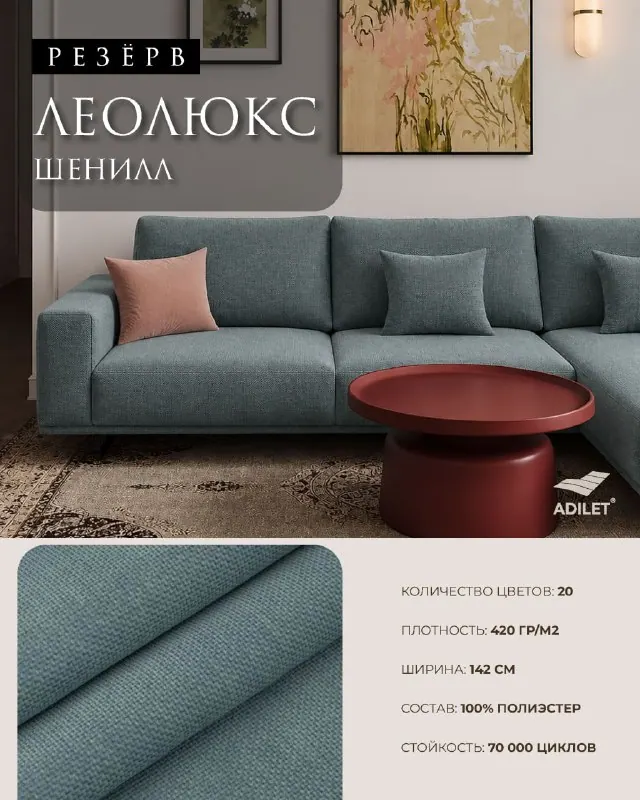 РЕЗЁРВ
ЛЕОЛЮКС
ШЕНИЛЛ
ADILET®
КОЛИЧЕСТВО ЦВЕТОВ: 20
ПЛОТНОСТЬ: 420 ГР/М2
ШИРИНА: 142 СМ
СОСТАВ: 100% ПОЛИЭСТЕР
СТОЙКОСТЬ: 70 000 ЦИКЛОВ